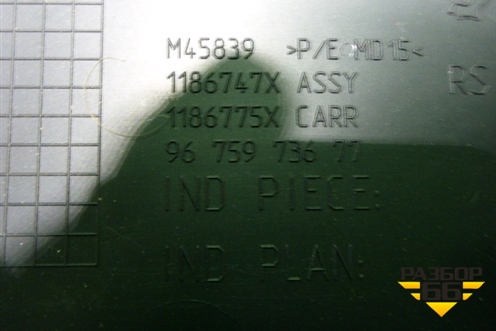 M45839 >P/E-MD15<
1186747X ASSY
RS
1186775X CARR
96 759 736 77
IND PIECE:
IND PLAN:
РАЗБОР
66